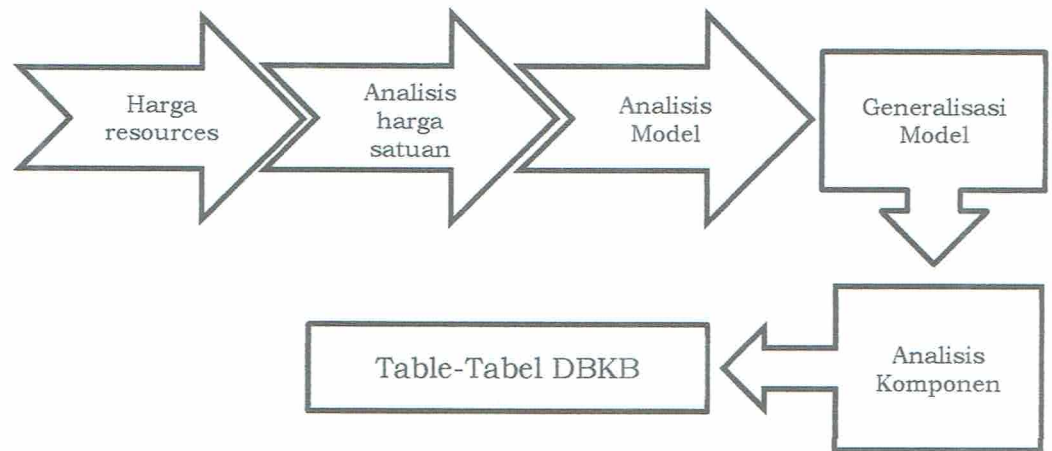 Harga
resources
Analisis
harga
satuan
Analisis
Model
Generalisasi
Model
Analisis
Komponen
Table-Tabel DBKB